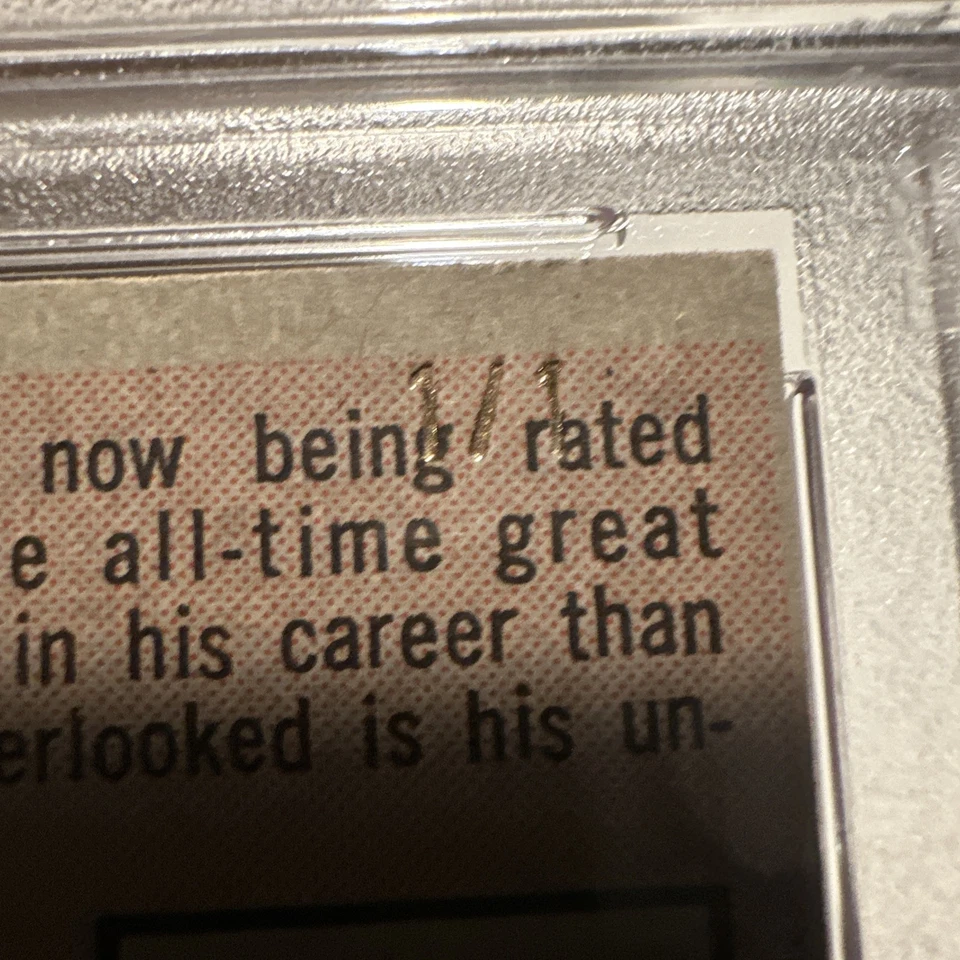 1/1
now being rated
e all-time great
in his career than
erlooked is his un-